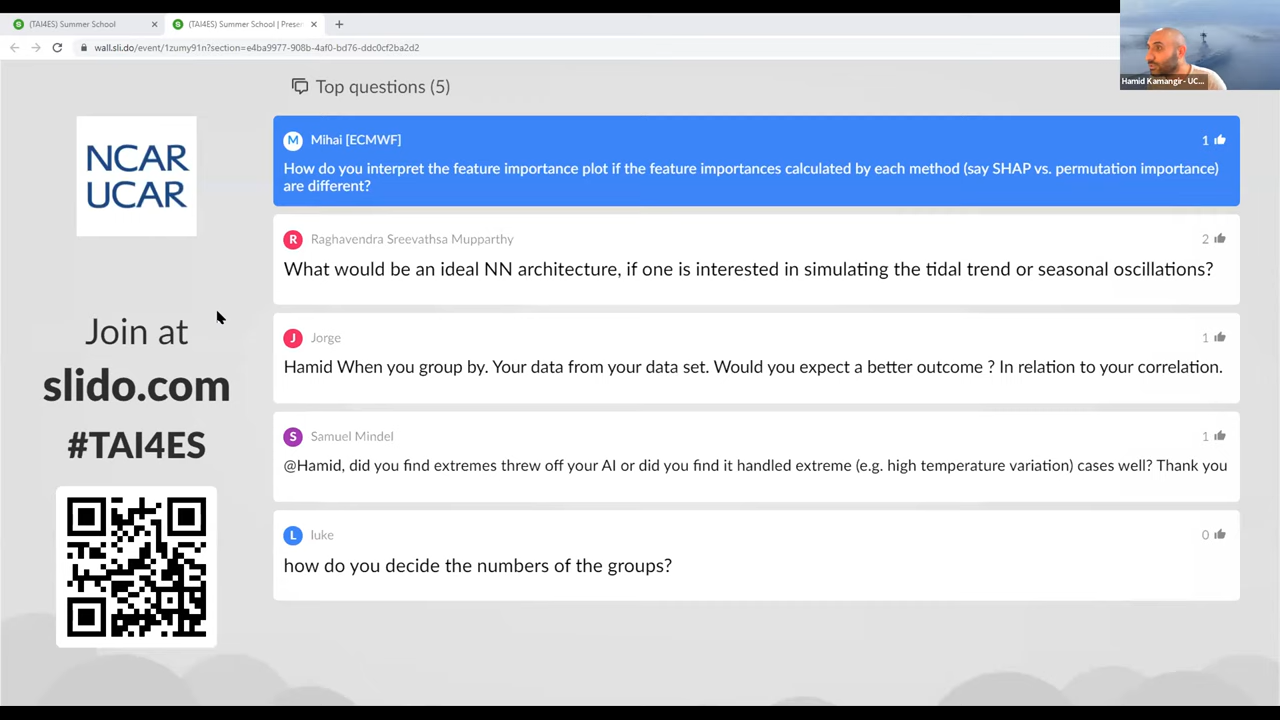 (TAI4ES) Summer School
(TAI4ES) Summer School | Presen
wall.sli.do/event/1zumy91n?section=e4ba9977-908b-4af0-bd76-ddc0cf2ba2d2
Hamid Kamangir- UC...
Top questions (5)
NCAR
UCAR
Join at
slido.com
#TAI4ES
M Mihai [ECMWF] 1
How do you interpret the feature importance plot if the feature importances calculated by each method (say SHAP vs. permutation importance)
are different?
R Raghavendra Sreevathsa Mupparthy 2
What would be an ideal NN architecture, if one is interested in simulating the tidal trend or seasonal oscillations?
J Jorge 1
Hamid When you group by. Your data from your data set. Would you expect a better outcome ? In relation to your correlation.
S Samuel Mindel 1
@Hamid, did you find extremes threw off your AI or did you find it handled extreme (e.g. high temperature variation) cases well? Thank you
L luke 0
how do you decide the numbers of the groups?